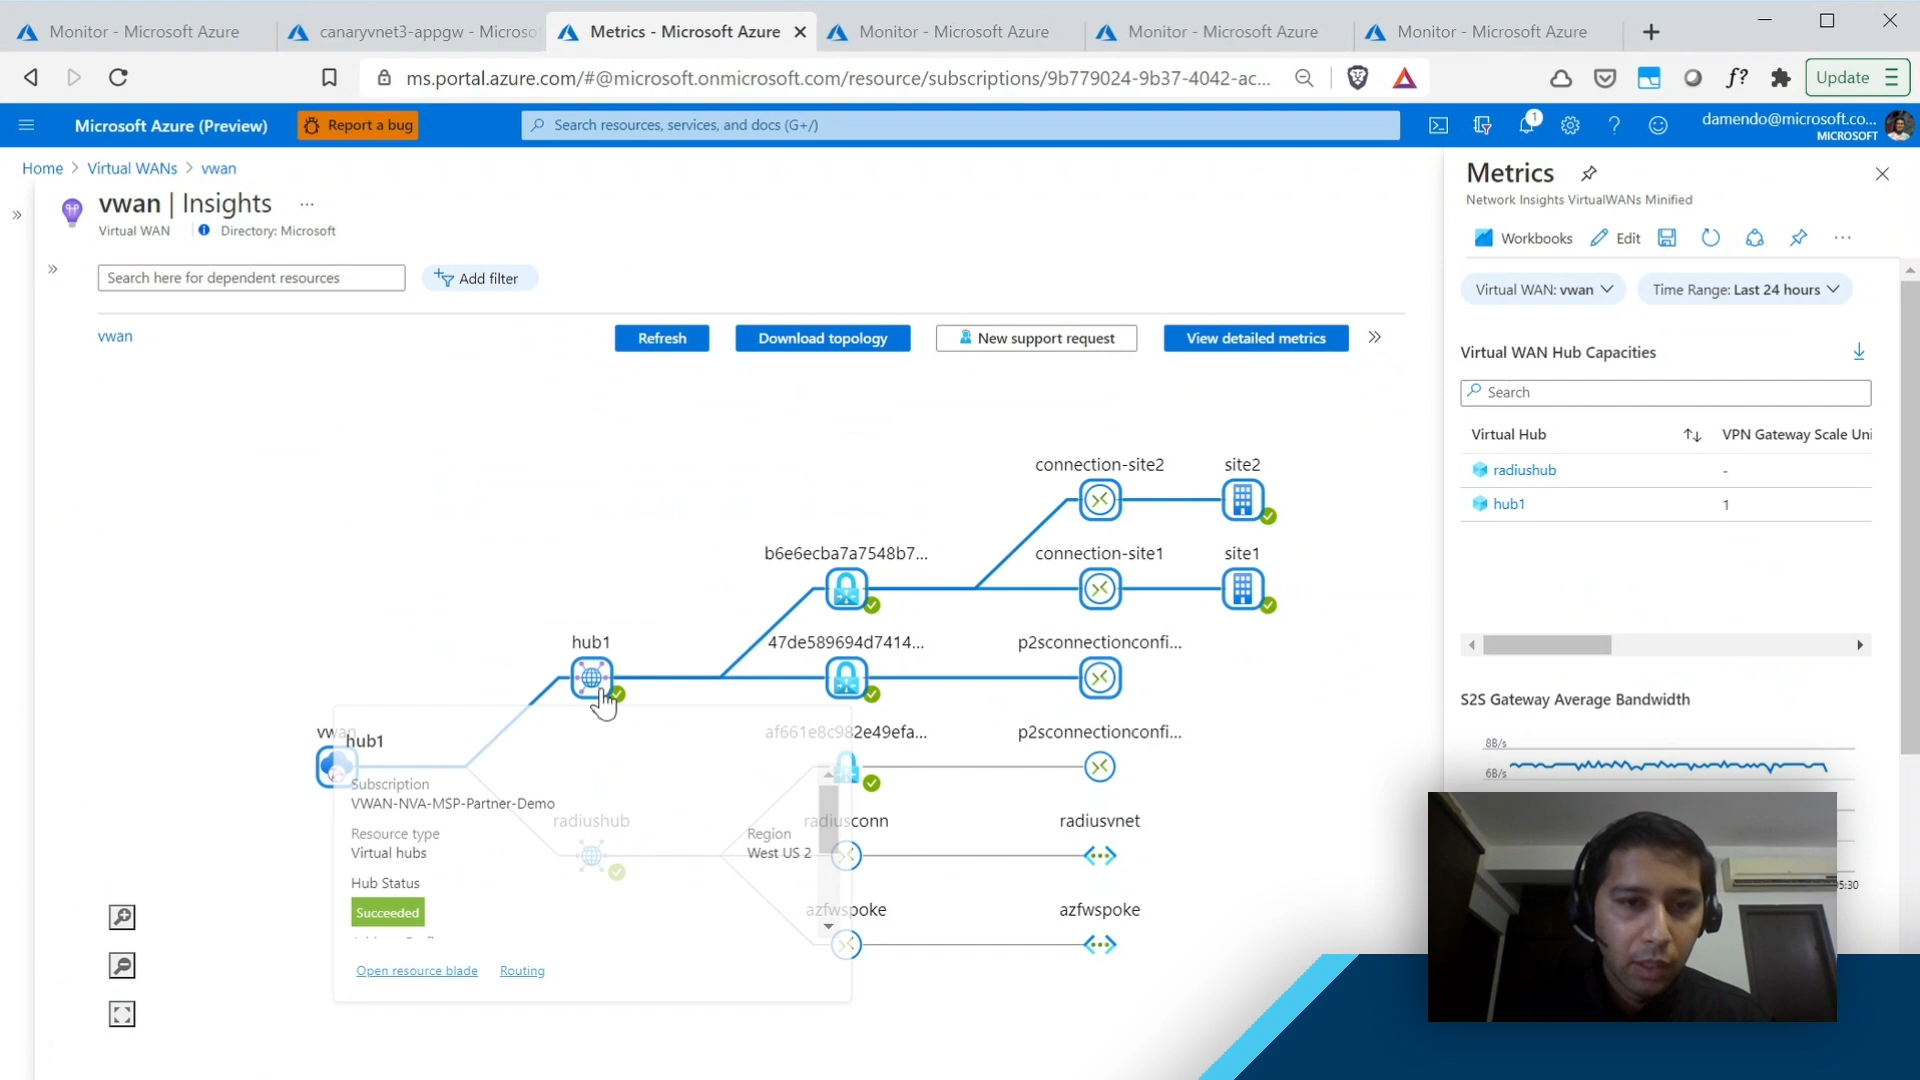 Monitor - Microsoft Azure
canaryvnet3-appgw - Microsof
Metrics - Microsoft Azure
Monitor - Microsoft Azure
Monitor - Microsoft Azure
Monitor - Microsoft Azure
ms.portal.azure.com/#@microsoft.onmicrosoft.com/resource/subscriptions/9b779024-9b37-4042-ac...
f?
Update
Microsoft Azure (Preview)
Report a bug
Search resources, services, and docs (G+/)
1
damendo@microsoft.co...
MICROSOFT
Home > Virtual WANs > vwan
vwan | Insights
...
Virtual WAN
Directory: Microsoft
Search here for dependent resources
Add filter
vwan
Refresh
Download topology
New support request
View detailed metrics
connection-site2
site2
b6e6ecba7a7548b7...
connection-site1
site1
hub1
47de589694d7414...
p2sconnectionconfi...
vwan
hub1
af661e8c982e49efa...
p2sconnectionconfi...
Subscription
VWAN-NVA-MSP-Partner-Demo
radiushub
radiusconn
radiusvnet
Resource type
Virtual hubs
Region
West US 2
Hub Status
Succeeded
azfwspoke
azfwspoke
Open resource blade
Routing
Metrics
Network Insights VirtualWANs Minified
Workbooks
Edit
...
Virtual WAN: vwan
Time Range: Last 24 hours
Virtual WAN Hub Capacities
Search
Virtual Hub
VPN Gateway Scale Uni
radiushub
-
hub1
1
S2S Gateway Average Bandwidth
8B/s
6B/s
05:30